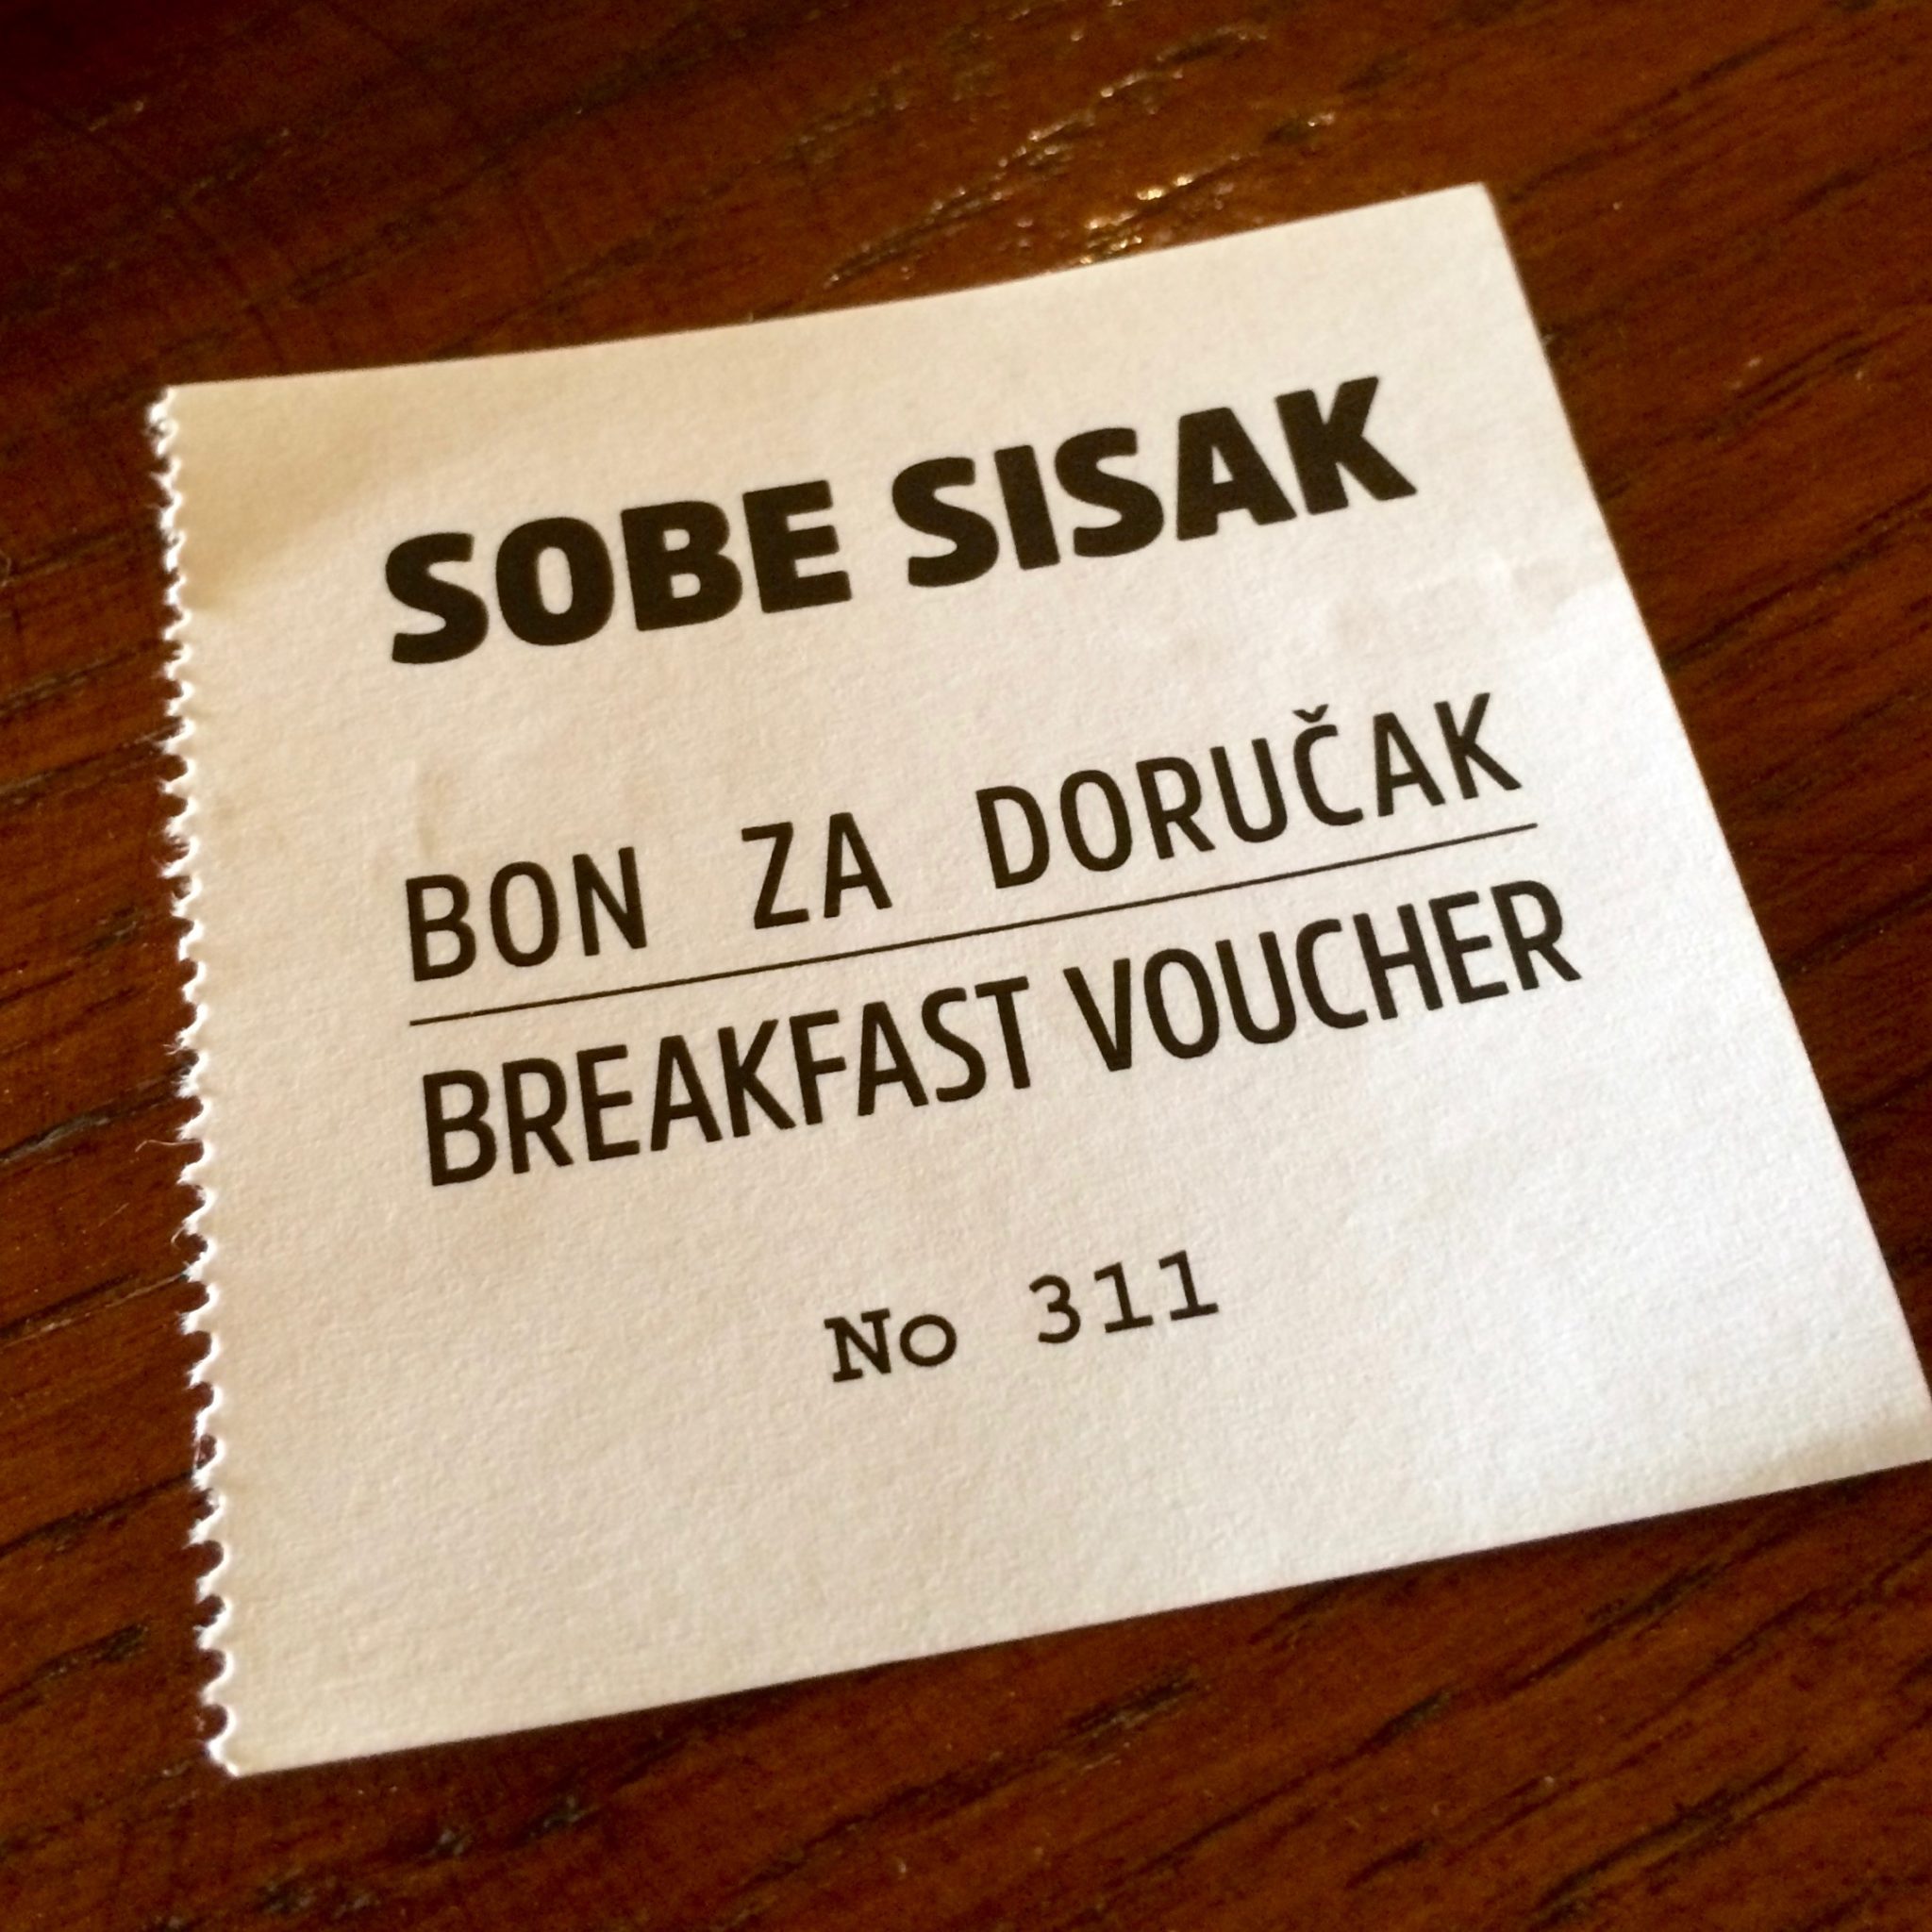 SOBE SISAK
BON ZA DORUČAK
BREAKFAST VOUCHER
No 311